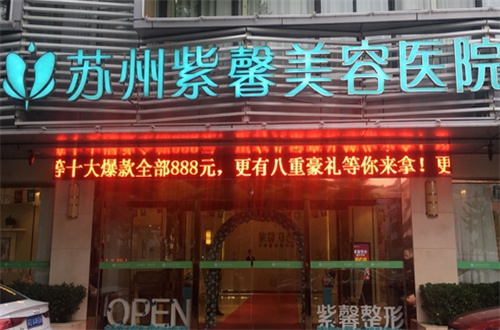 苏州紫馨美容医院
等十大爆款全部888元，更有八重豪礼等你来拿！更
OPEN
紫馨整形